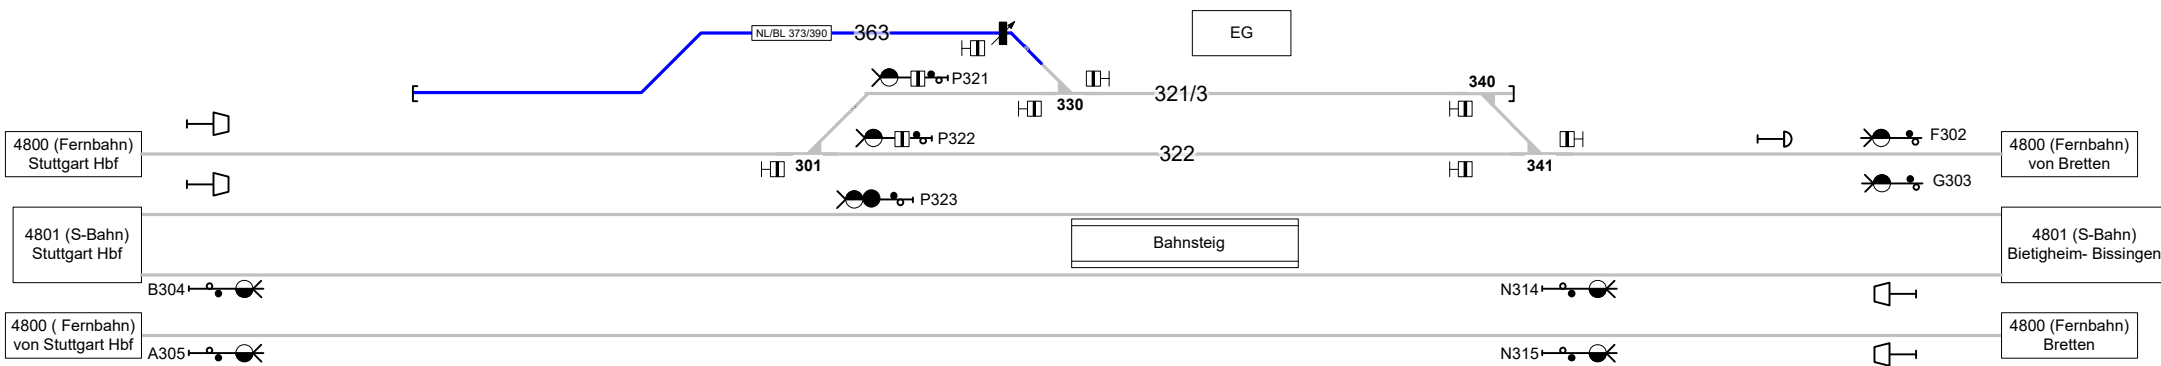 NL/BL 373/390
363
EG
P321
321/3
340
330
4800 (Fernbahn)
Stuttgart Hbf
P322
322
F302
4800 (Fernbahn)
von Bretten
301
341
G303
P323
4801 (S-Bahn)
Stuttgart Hbf
Bahnsteig
4801 (S-Bahn)
Bietigheim- Bissingen
B304
N314
4800 ( Fernbahn)
von Stuttgart Hbf
4800 (Fernbahn)
Bretten
A305
N315